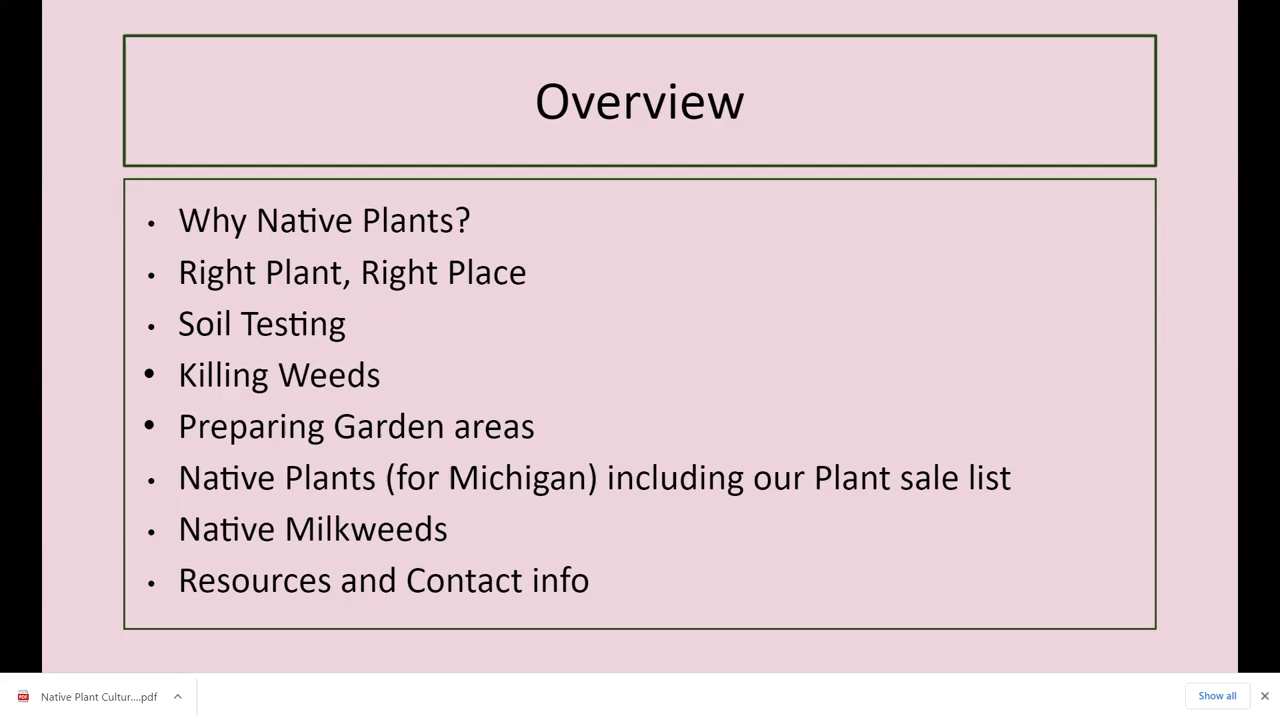 Overview
• Why Native Plants?
• Right Plant, Right Place
• Soil Testing
• Killing Weeds
• Preparing Garden areas
• Native Plants (for Michigan) including our Plant sale list
• Native Milkweeds
• Resources and Contact info
PDF Native Plant Cultur....pdf Show all